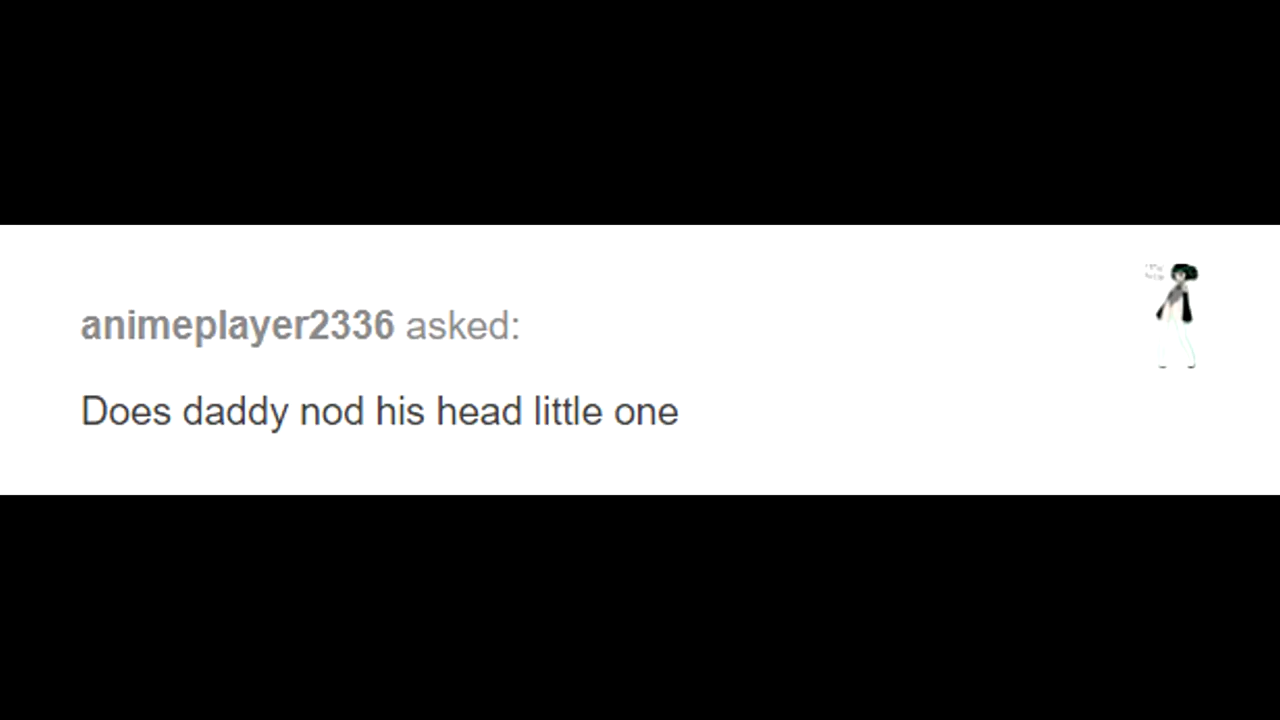 animeplayer2336 asked:
Does daddy nod his head little one